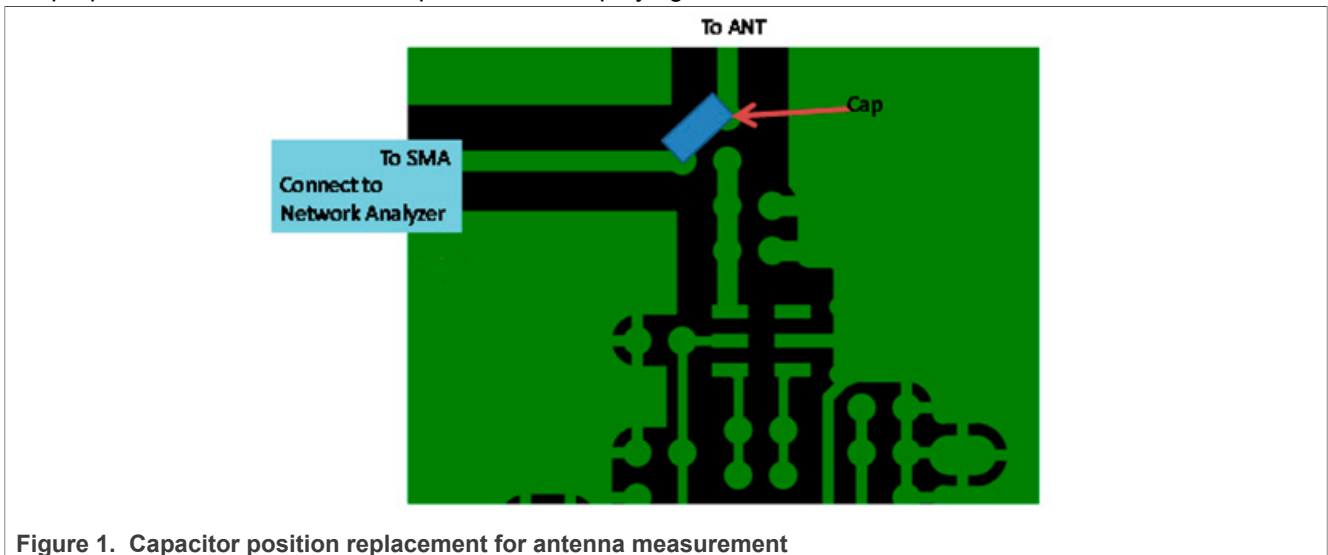 To ANT
Cap
To SMA
Connect to
Network Analyzer
Figure 1. Capacitor position replacement for antenna measurement